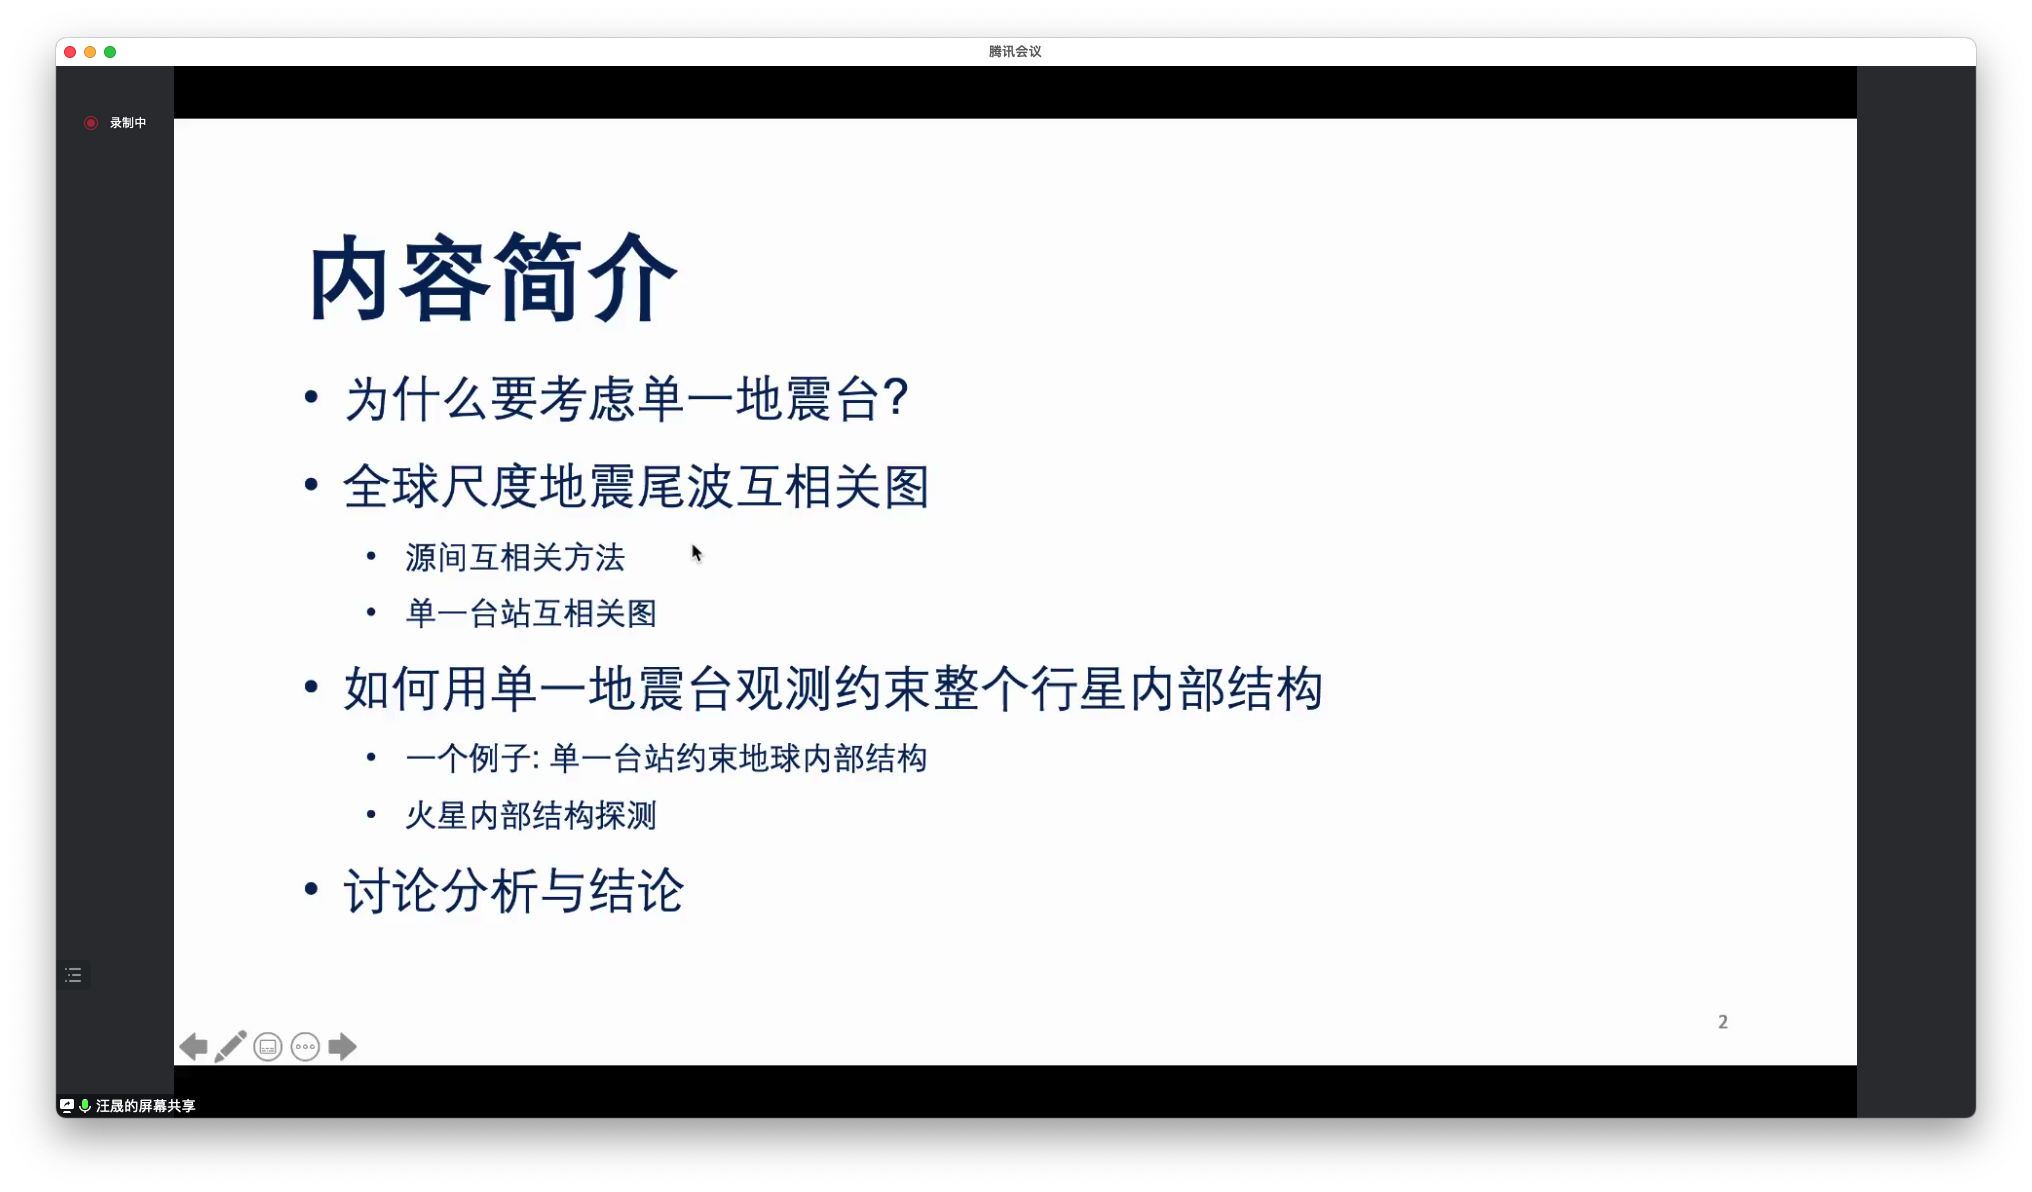 腾讯会议
录制中
内容简介
• 为什么要考虑单一地震台?
• 全球尺度地震尾波互相关图
• 源间互相关方法
• 单一台站互相关图
• 如何用单一地震台观测约束整个行星内部结构
• 一个例子: 单一台站约束地球内部结构
• 火星内部结构探测
• 讨论分析与结论
2
汪晟的屏幕共享